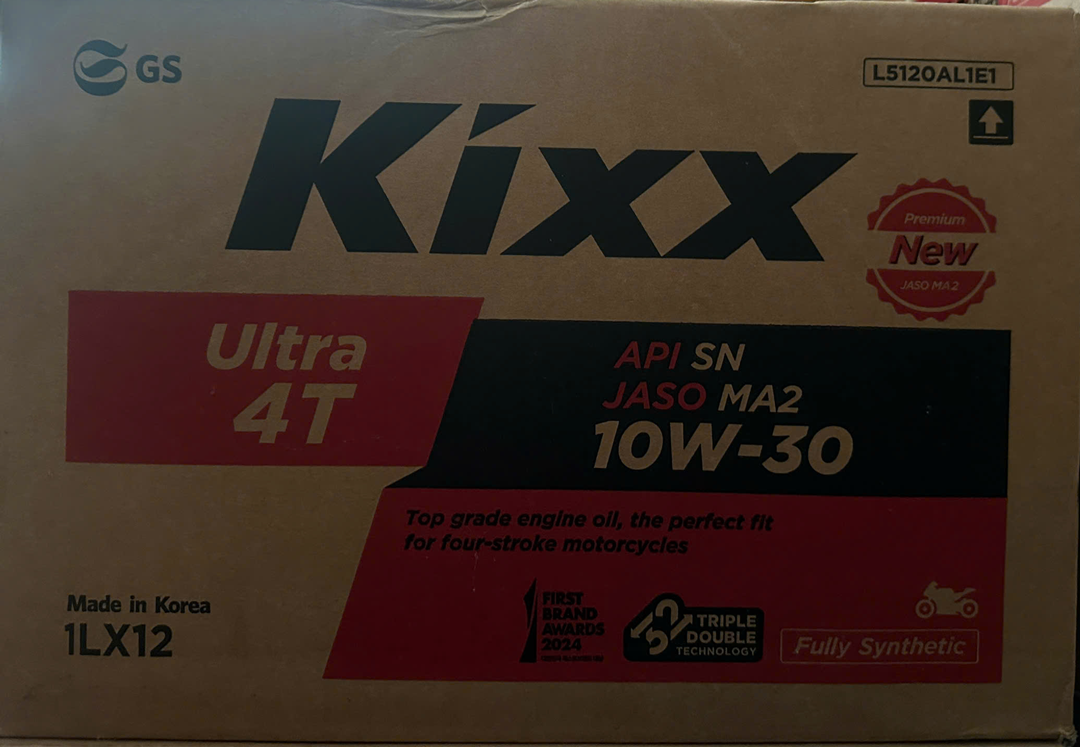 GS
L5120AL1E1
Kixx
Premium
New
JASO MA2
Ultra
4T
API SN
JASO MA2
10W-30
Top grade engine oil, the perfect fit
for four-stroke motorcycles
Made in Korea
1LX12
FIRST
BRAND
AWARDS
2024
32
5
TRIPLE
DOUBLE
TECHNOLOGY
Fully Synthetic